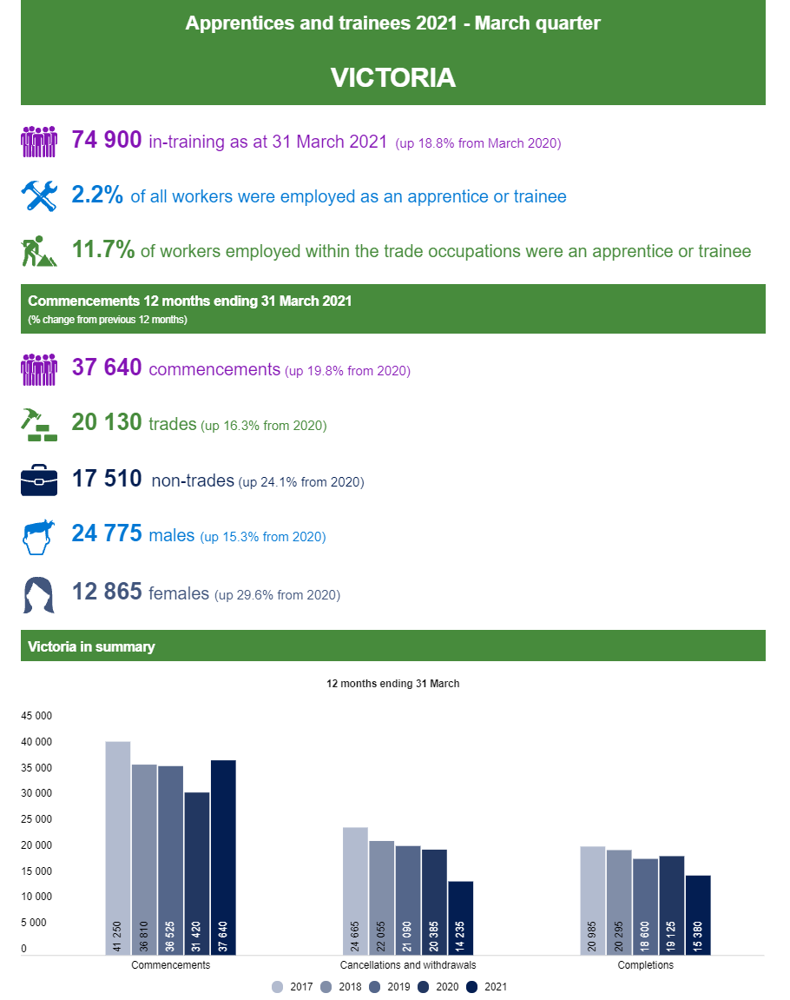 Apprentices and trainees 2021 - March quarter
VICTORIA
74 900 in-training as at 31 March 2021 (up 18.8% from March 2020)
2.2% of all workers were employed as an apprentice or trainee
11.7% of workers employed within the trade occupations were an apprentice or trainee
Commencements 12 months ending 31 March 2021
(% change from previous 12 months)
37 640 commencements (up 19.8% from 2020)
20 130 trades (up 16.3% from 2020)
17 510 non-trades (up 24.1% from 2020)
24 775 males (up 15.3% from 2020)
12 865 females (up 29.6% from 2020)
Victoria in summary
12 months ending 31 March
45 000
40 000
35 000
30 000
25 000
20 000
15 000
10 000
5 000
0
41 250
36 810
36 525
31 420
37 640
24 665
22 055
21 090
20 385
14 235
20 985
20 295
18 600
19 125
15 380
Commencements
Cancellations and withdrawals
Completions
2017 2018 2019 2020 2021